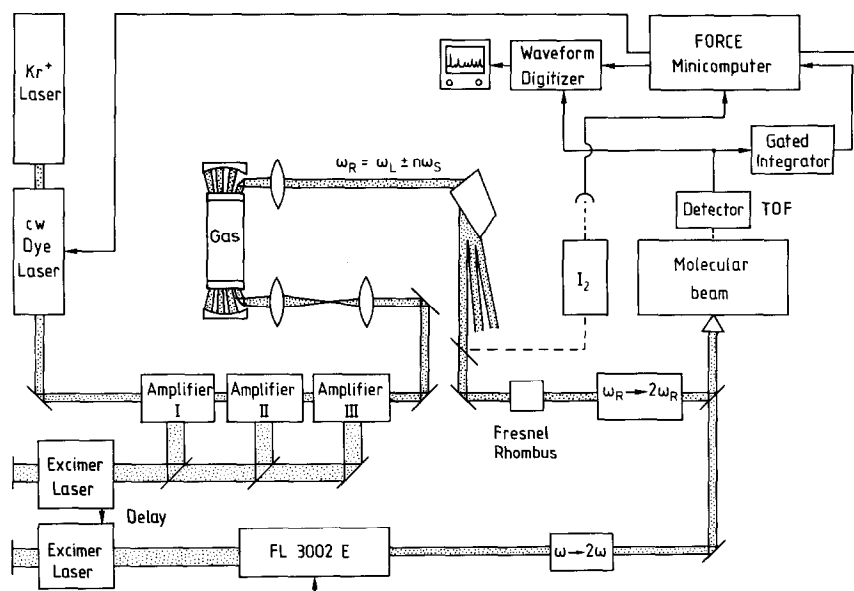 Kr⁺
Laser
cw
Dye
Laser
Waveform
Digitizer
FORCE
Minicomputer
Gated
Integrator
Detector
TOF
Molecular
beam
I₂
ω_R = ω_L ± nω_S
Gas
Amplifier
I
Amplifier
II
Amplifier
III
Fresnel
Rhombus
ω_R → 2ω_R
Excimer
Laser
Delay
Excimer
Laser
FL 3002 E
ω → 2ω